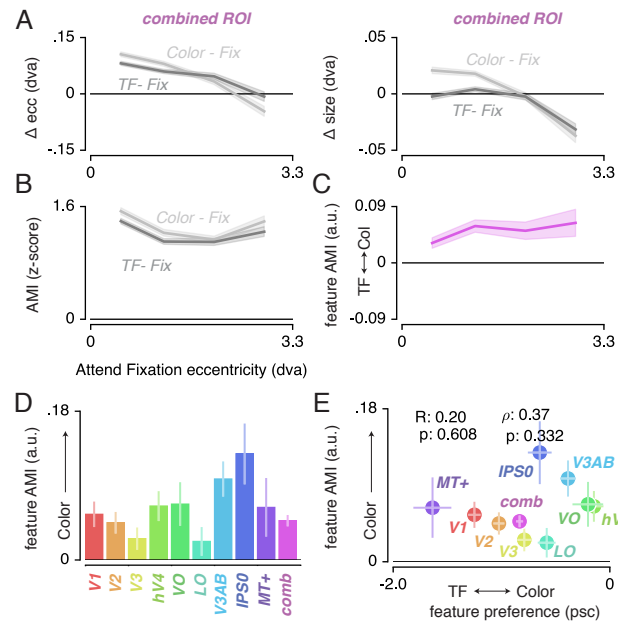 A
combined ROI
combined ROI
Δ ecc (dva)
.15
0
-.15
Color - Fix
TF- Fix
0
3.3
Δ size (dva)
.05
0
-.05
Color - Fix
TF- Fix
0
3.3
B
AMI (z-score)
1.6
0
Color - Fix
TF- Fix
0
3.3
Attend Fixation eccentricity (dva)
C
feature AMI (a.u.)
TF ⟷ Col
0.09
0
-0.09
0
3.3
D
feature AMI (a.u.)
Color
.18
0
V1
V2
V3
hV4
VO
LO
V3AB
IPS0
MT+
comb
E
feature AMI (a.u.)
Color
.18
0
R: 0.20
p: 0.608
ρ: 0.37
p: 0.332
IPS0
V3AB
MT+
V1
V2
comb
V3
LO
VO
hV
-2.0
0
TF ⟷ Color
feature preference (psc)